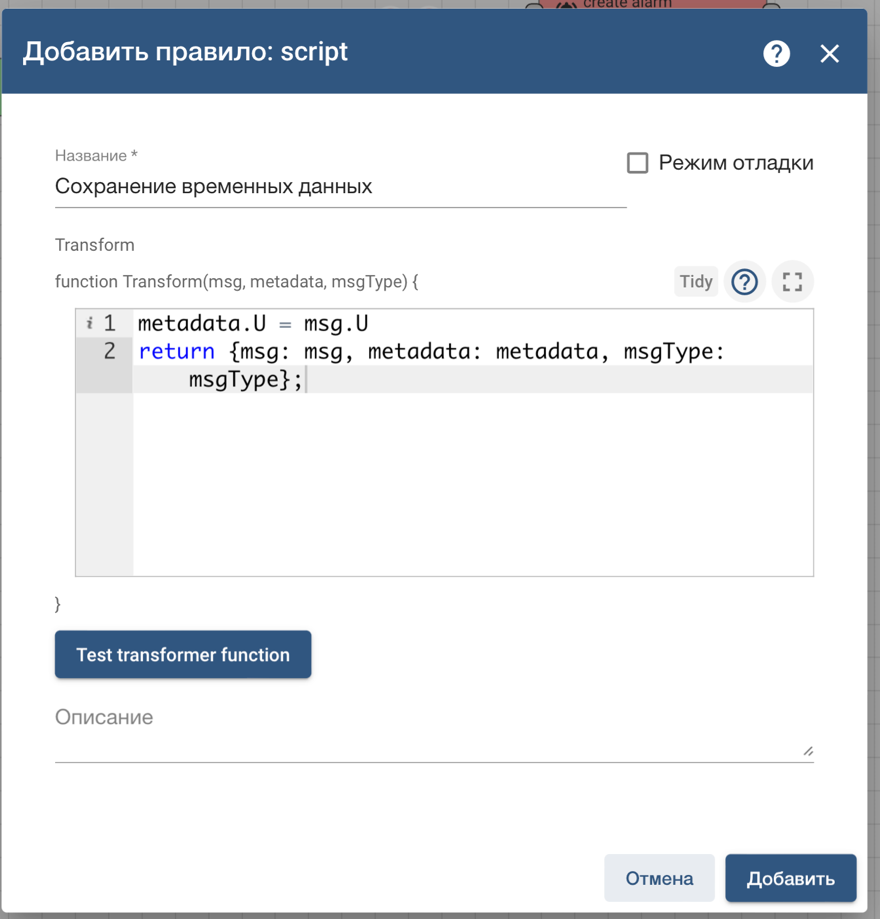 create alarm
Добавить правило: script
?
Название *
Сохранение временных данных
Режим отладки
Transform
function Transform(msg, metadata, msgType) {
Tidy
?
i 1 metadata.U = msg.U
2 return {msg: msg, metadata: metadata, msgType:
msgType};
}
Test transformer function
Описание
Отмена
Добавить